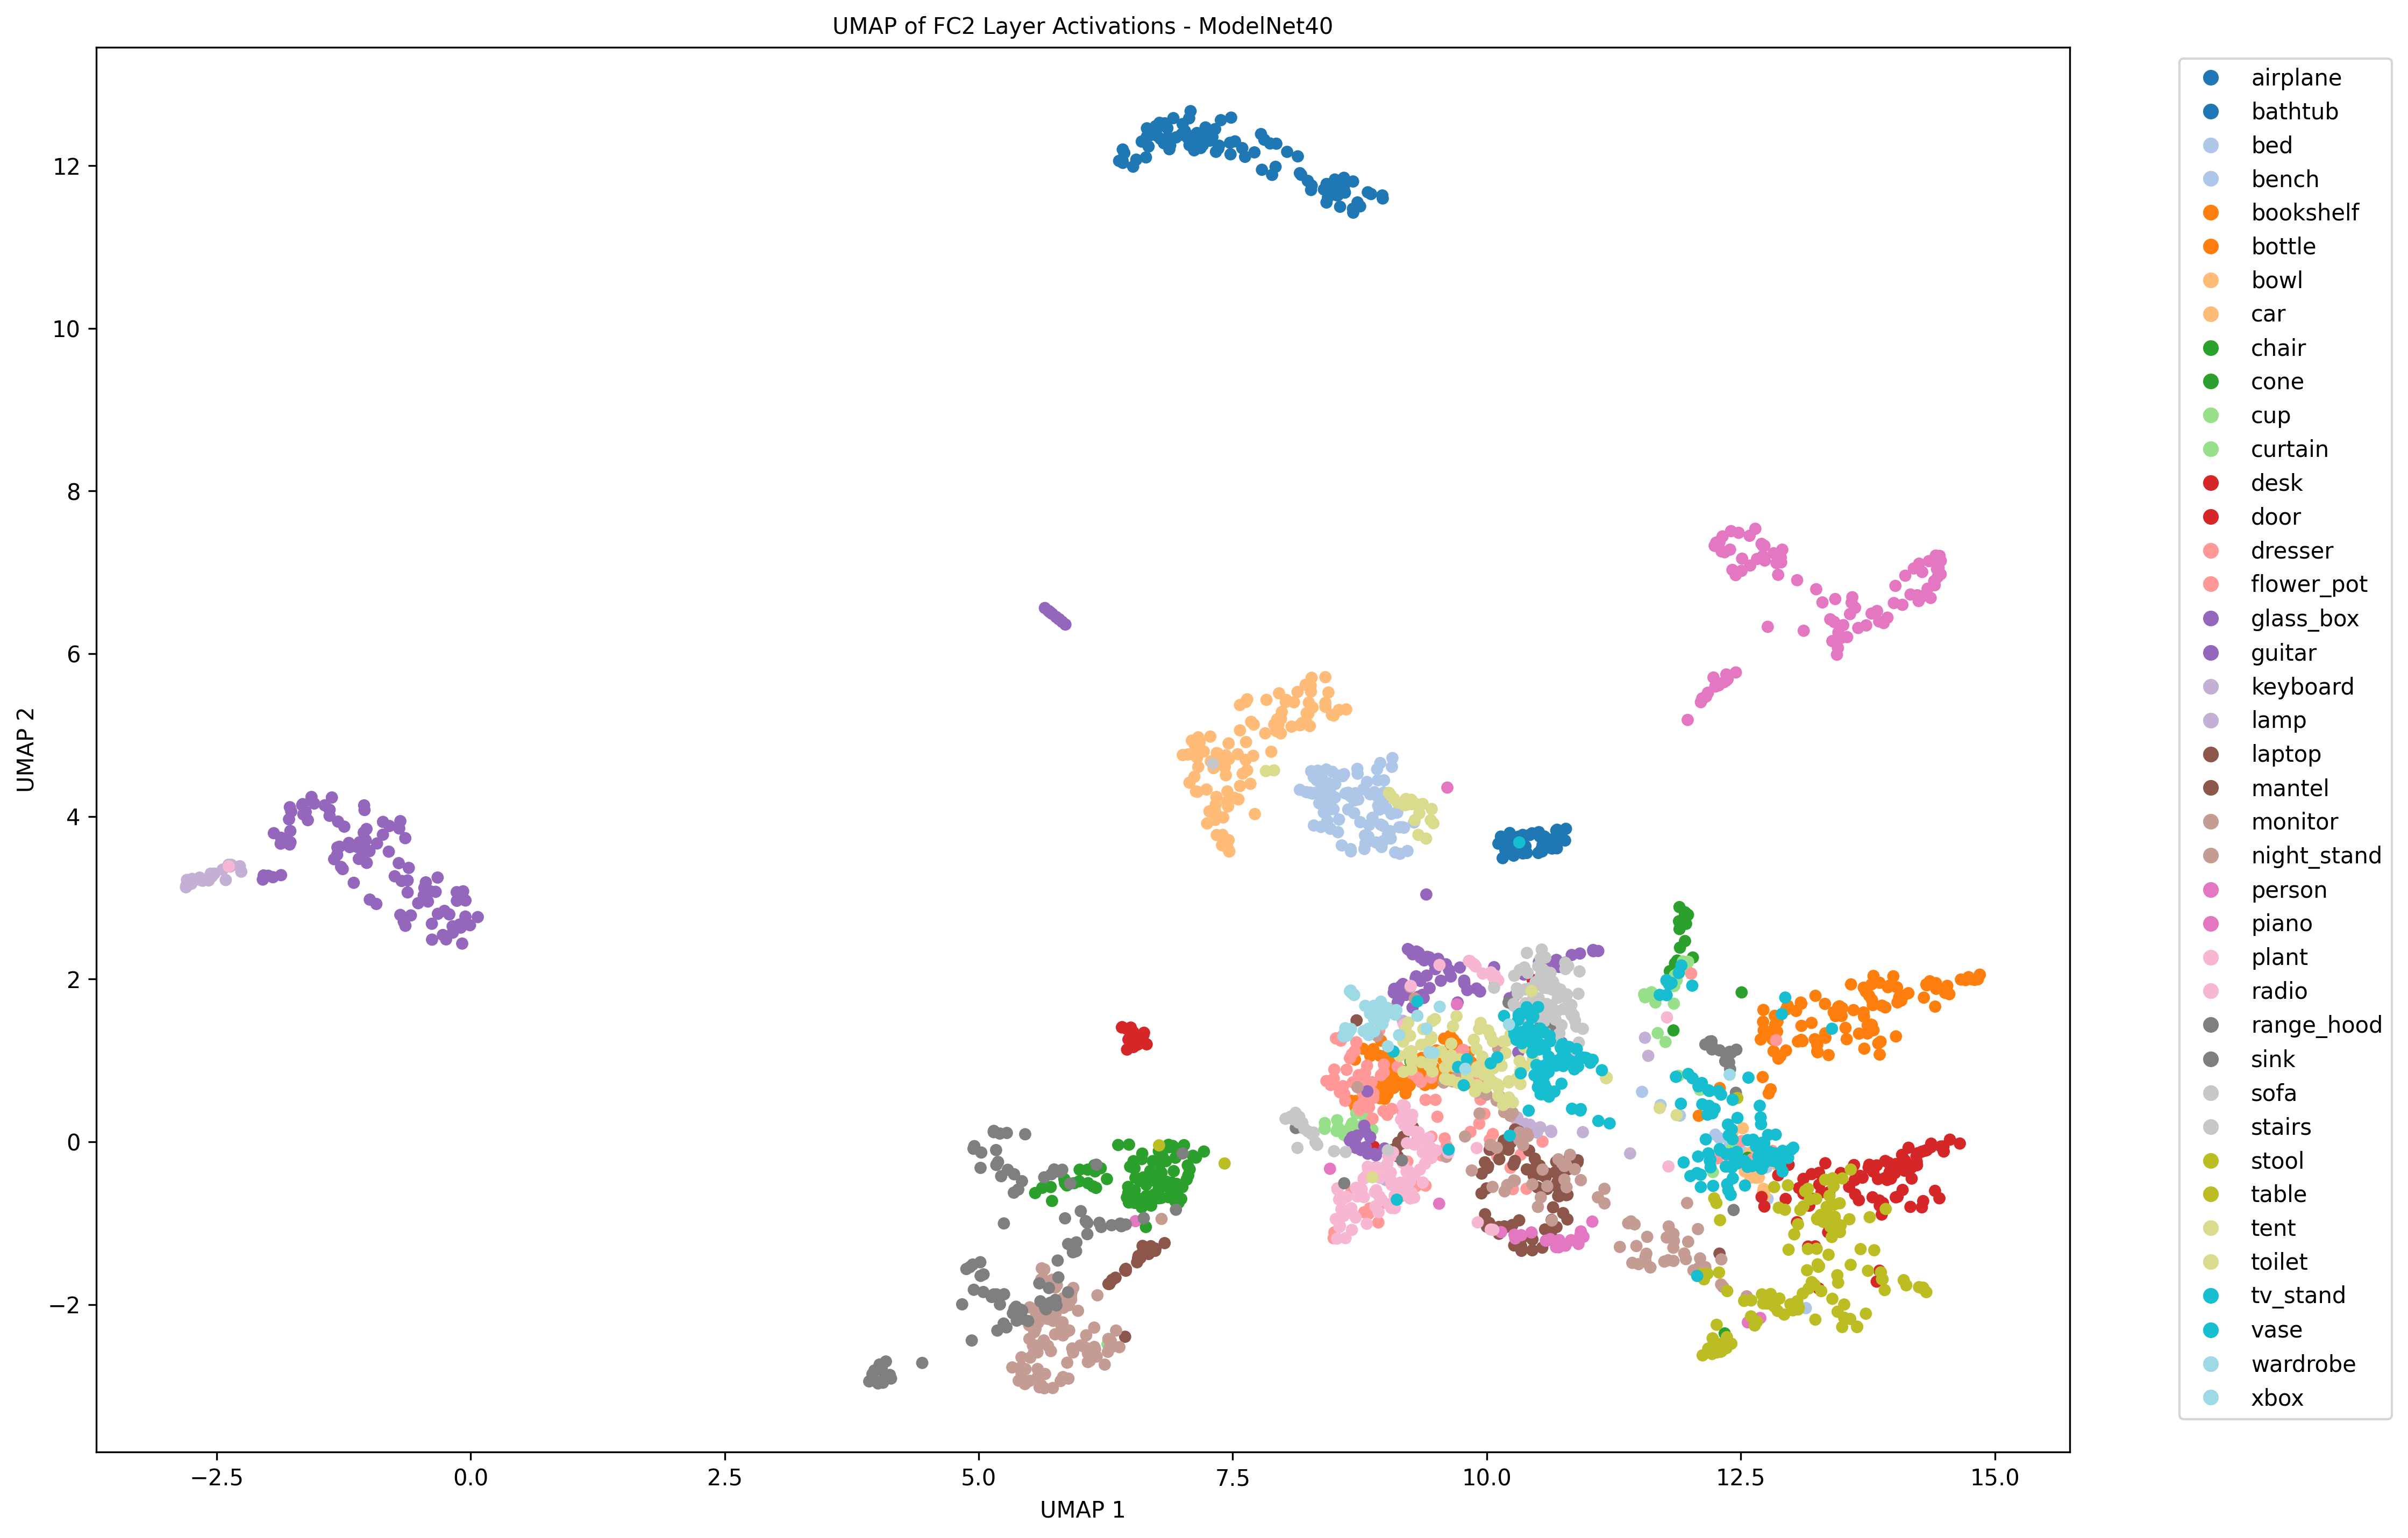 UMAP of FC2 Layer Activations - ModelNet40
12
10
8
6
4
2
0
−2
UMAP 2
−2.5
0.0
2.5
5.0
7.5
10.0
12.5
15.0
UMAP 1
airplane
bathtub
bed
bench
bookshelf
bottle
bowl
car
chair
cone
cup
curtain
desk
door
dresser
flower_pot
glass_box
guitar
keyboard
lamp
laptop
mantel
monitor
night_stand
person
piano
plant
radio
range_hood
sink
sofa
stairs
stool
table
tent
toilet
tv_stand
vase
wardrobe
xbox